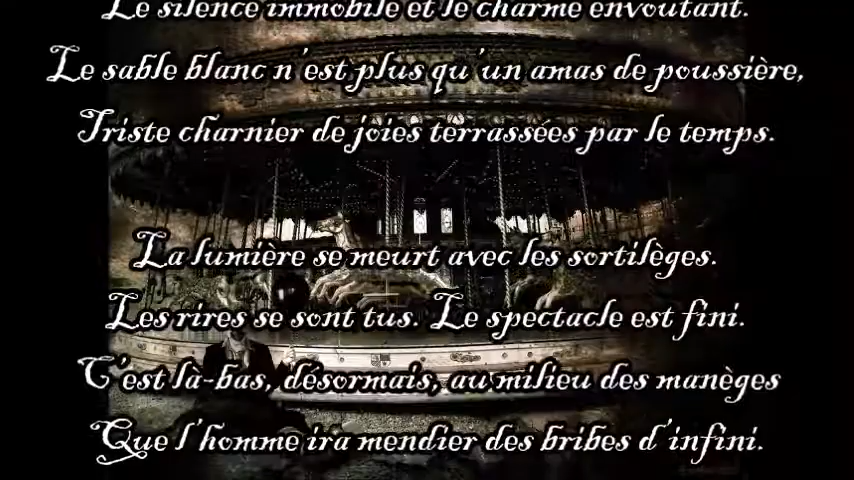 Le silence immobile et le charme envoûtant.
Le sable blanc n'est plus qu'un amas de poussière,
Triste charnier de joies terrassées par le temps.
La lumière se meurt avec les sortilèges.
Les rires se sont tus. Le spectacle est fini.
C'est là-bas, désormais, au milieu des manèges
Que l'homme ira mendier des bribes d'infini.